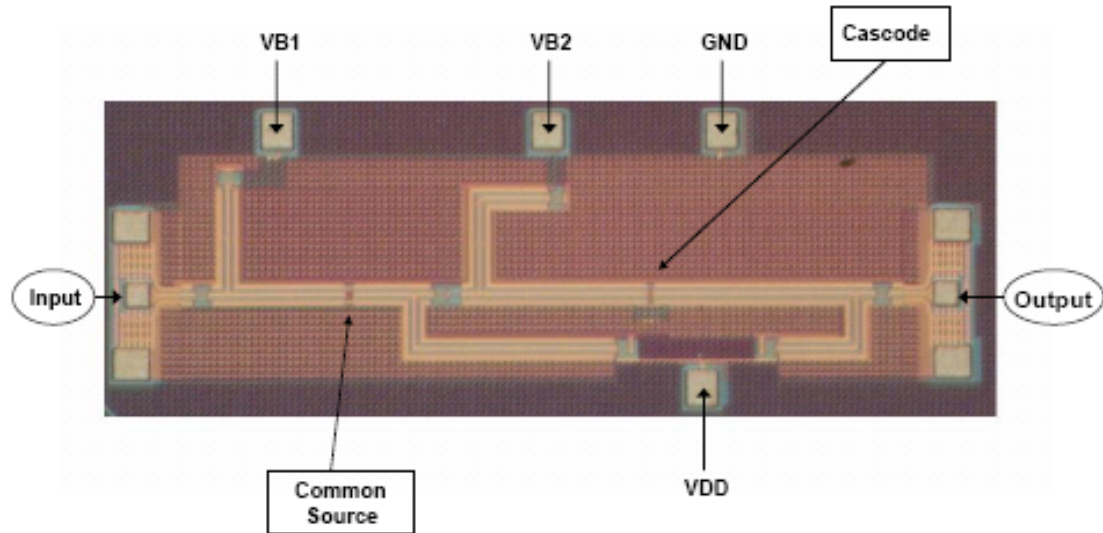 VB1
VB2
GND
Cascode
Input
Output
Common
Source
VDD